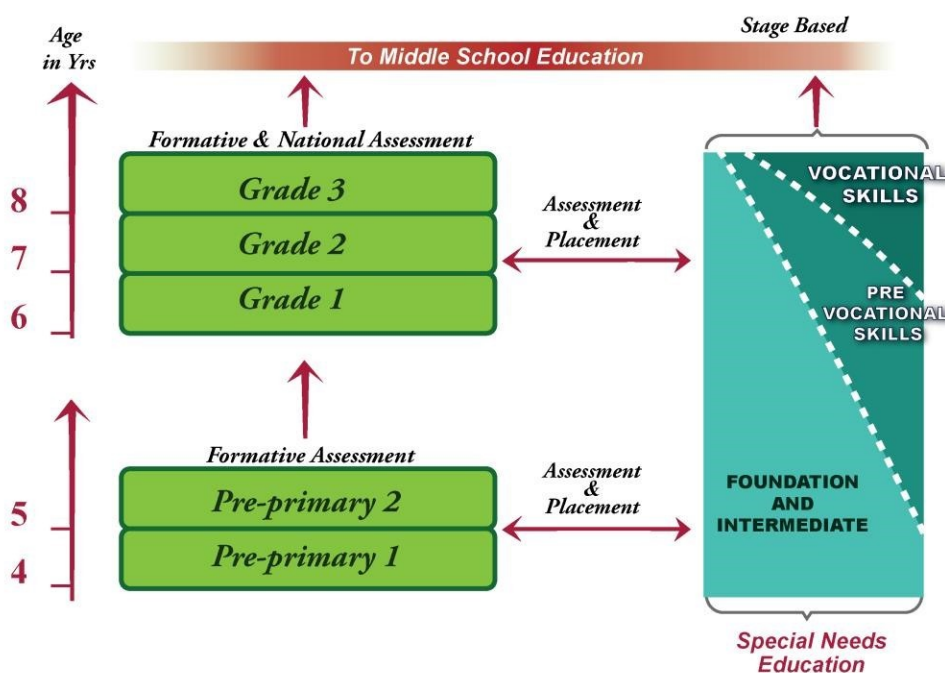 Age
in Yrs
Stage Based
To Middle School Education
Formative & National Assessment
8
Grade 3
7
Grade 2
6
Grade 1
Assessment
&
Placement
VOCATIONAL
SKILLS
PRE
VOCATIONAL
SKILLS
Formative Assessment
5
Pre-primary 2
4
Pre-primary 1
Assessment
&
Placement
FOUNDATION
AND
INTERMEDIATE
Special Needs
Education